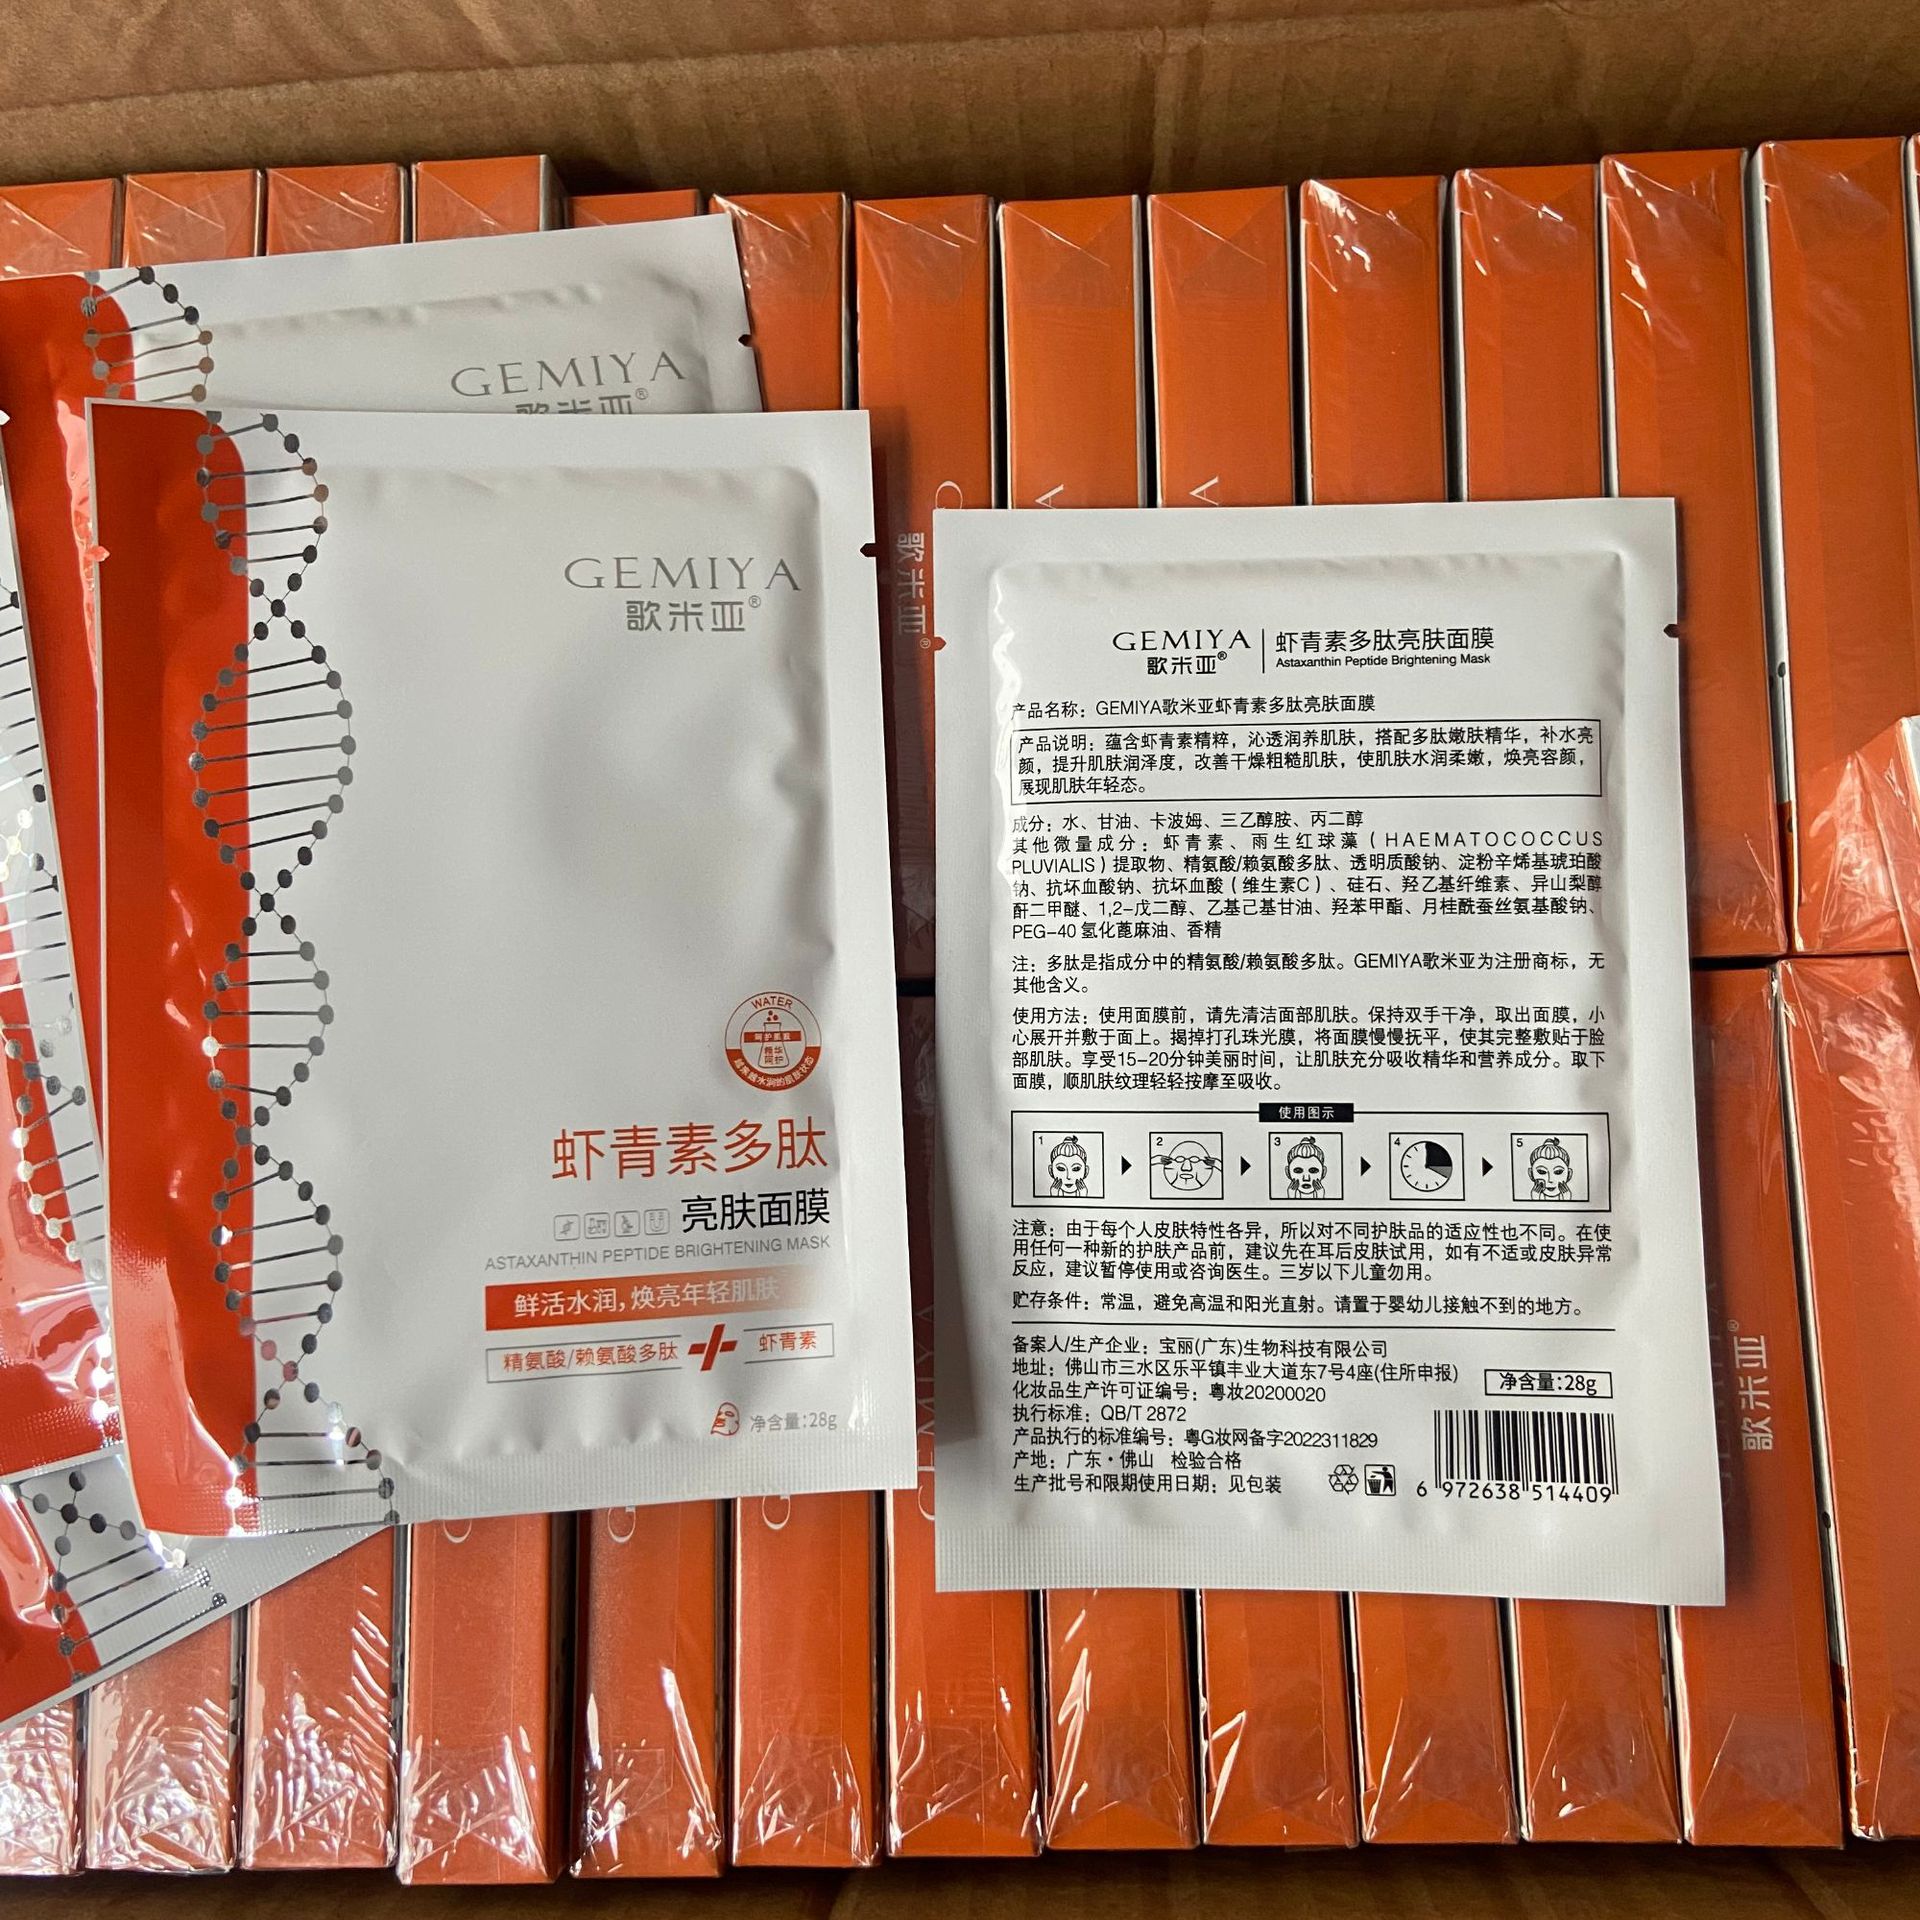 GEMIYA
歌米亚®
GEMIYA
歌米亚®
WATER
精华
呵护
虾青素多肽
亮肤面膜
ASTAXANTHIN PEPTIDE BRIGHTENING MASK
鲜活水润,焕亮年轻肌肤
精氨酸/赖氨酸多肽
虾青素
净含量:28g
歌米亚®
GEMIYA
歌米亚®
虾青素多肽亮肤面膜
Astaxanthin Peptide Brightening Mask
产品名称：GEMIYA歌米亚虾青素多肽亮肤面膜
产品说明：蕴含虾青素精粹，沁透润养肌肤，搭配多肽嫩肤精华，补水亮
颜，提升肌肤润泽度，改善干燥粗糙肌肤，使肌肤水润柔嫩，焕亮容颜，
展现肌肤年轻态。
成分：水、甘油、卡波姆、三乙醇胺、丙二醇
其他微量成分：虾青素、雨生红球藻（HAEMATOCOCCUS
PLUVIALIS）提取物、精氨酸/赖氨酸多肽、透明质酸钠、淀粉辛烯基琥珀酸
钠、抗坏血酸钠、抗坏血酸（维生素C）、硅石、羟乙基纤维素、异山梨醇
酐二甲醚、1,2-戊二醇、乙基己基甘油、羟苯甲酯、月桂酰蚕丝氨基酸钠、
PEG-40 氢化蓖麻油、香精
注：多肽是指成分中的精氨酸/赖氨酸多肽。GEMIYA歌米亚为注册商标，无
其他含义。
使用方法：使用面膜前，请先清洁面部肌肤。保持双手干净，取出面膜，小
心展开并敷于面上。揭掉打孔珠光膜，将面膜慢慢抚平，使其完整敷贴于脸
部肌肤。享受15-20分钟美丽时间，让肌肤充分吸收精华和营养成分。取下
面膜，顺肌肤纹理轻轻按摩至吸收。
使用图示
1 2 3 4 5
注意：由于每个人皮肤特性各异，所以对不同护肤品的适应性也不同。在使
用任何一种新的护肤产品前，建议先在耳后皮肤试用，如有不适或皮肤异常
反应，建议暂停使用或咨询医生。三岁以下儿童勿用。
贮存条件：常温，避免高温和阳光直射。请置于婴幼儿接触不到的地方。
备案人/生产企业：宝丽(广东)生物科技有限公司
地址：佛山市三水区乐平镇丰业大道东7号4座(住所申报)
化妆品生产许可证编号：粤妆20200020
执行标准：QB/T 2872
产品执行的标准编号：粤G妆网备字2022311829
产地：广东·佛山 检验合格
生产批号和限期使用日期：见包装
净含量:28g
6 972638 514409
GEMIYA
歌米亚®